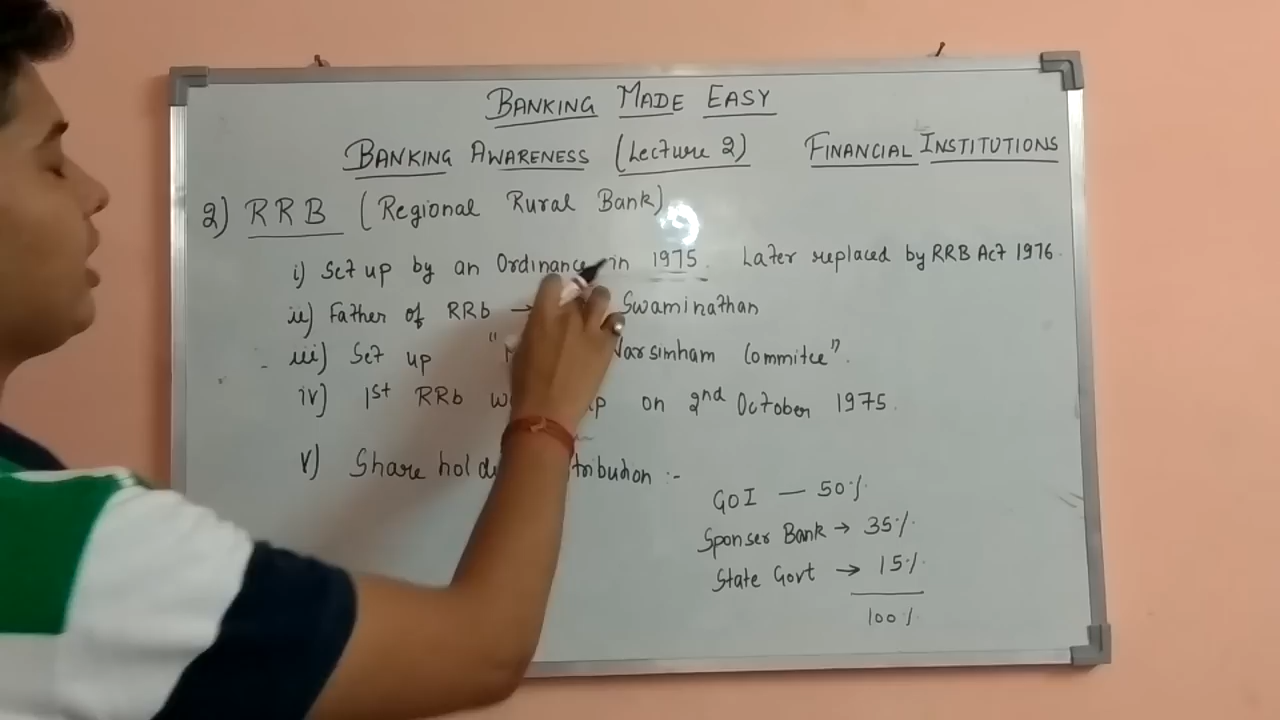 BANKING MADE EASY
BANKING AWARENESS (Lecture 2) FINANCIAL INSTITUTIONS
2) RRB (Regional Rural Bank)
i) Set up by an Ordinance in 1975. Later replaced by RRB Act 1976.
ii) Father of RRb → Swaminathan
iii) Set up " Narsimham Commitee".
iv) 1st RRb on 2nd October 1975.
v) Share :-
GOI — 50%
Sponser Bank → 35%
State Govt → 15%
100%